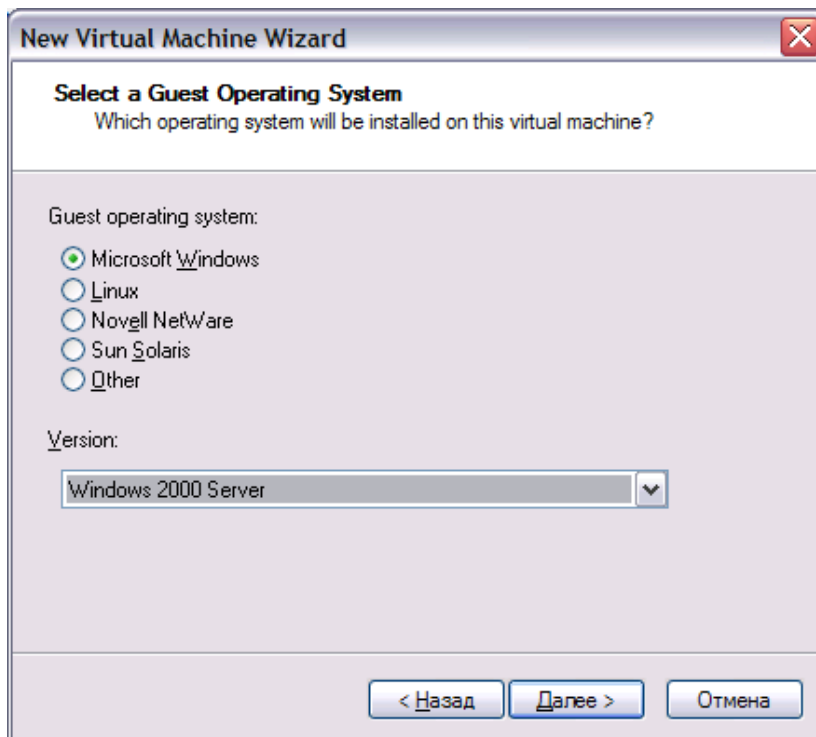 New Virtual Machine Wizard
Select a Guest Operating System
Which operating system will be installed on this virtual machine?
Guest operating system:
Microsoft Windows
Linux
Novell NetWare
Sun Solaris
Other
Version:
Windows 2000 Server
< Назад Далее > Отмена